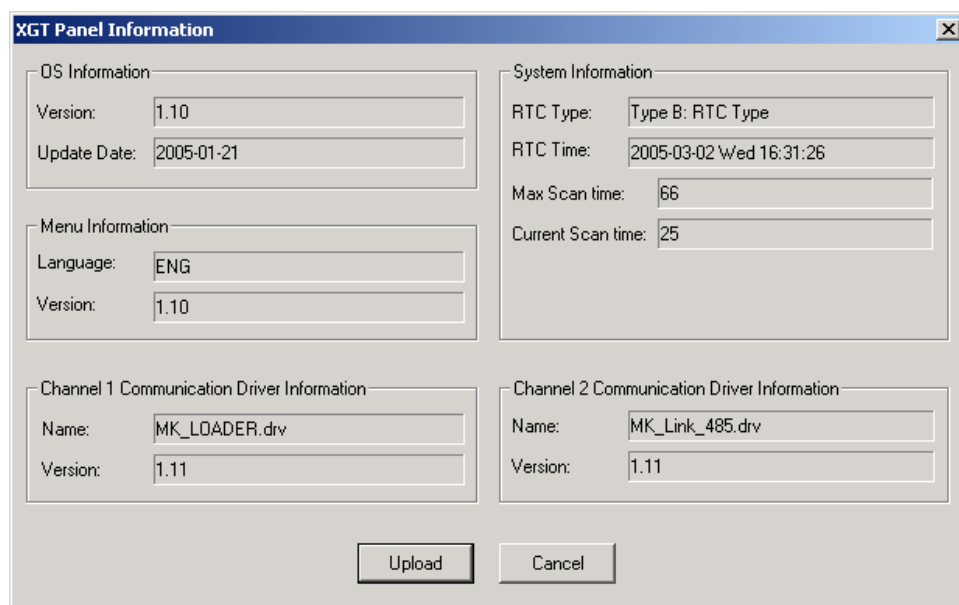 XGT Panel Information
OS Information
Version: 1.10
Update Date: 2005-01-21
Menu Information
Language: ENG
Version: 1.10
System Information
RTC Type: Type B: RTC Type
RTC Time: 2005-03-02 Wed 16:31:26
Max Scan time: 66
Current Scan time: 25
Channel 1 Communication Driver Information
Name: MK_LOADER.drv
Version: 1.11
Channel 2 Communication Driver Information
Name: MK_Link_485.drv
Version: 1.11
Upload
Cancel